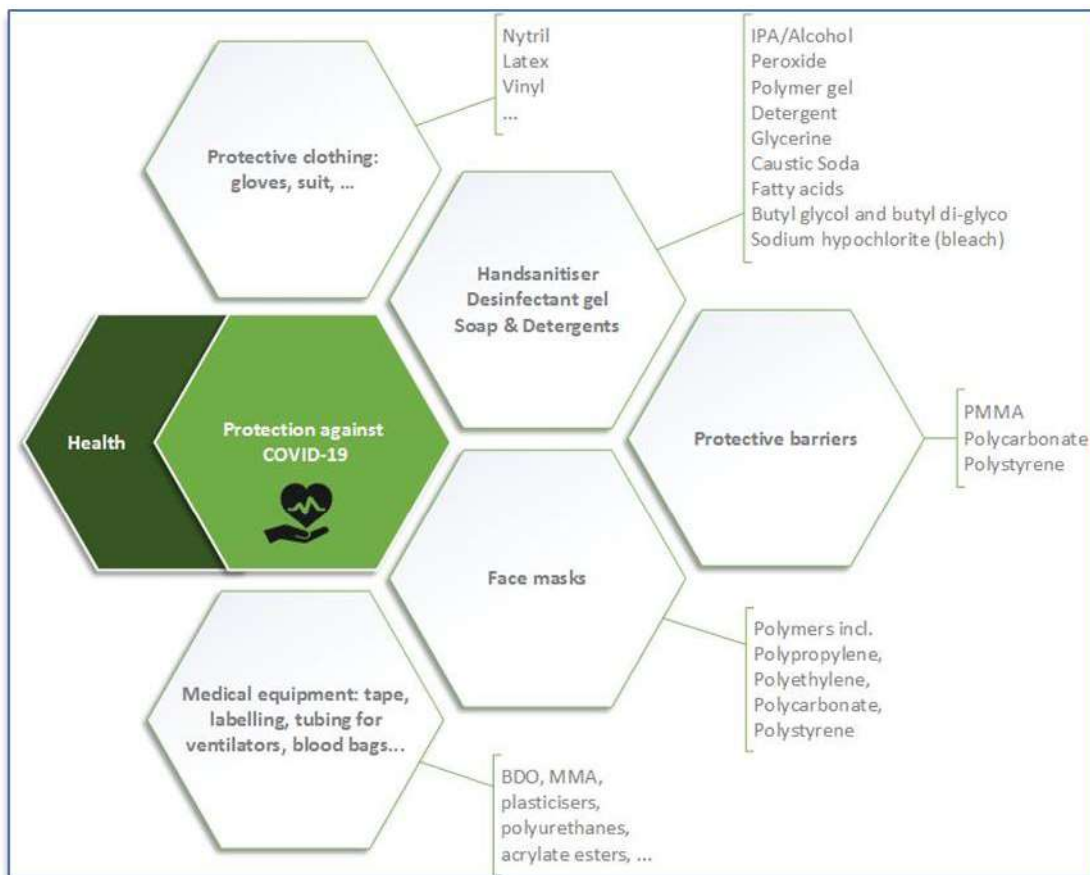 Nytril
Latex
Vinyl
...
IPA/Alcohol
Peroxide
Polymer gel
Detergent
Glycerine
Caustic Soda
Fatty acids
Butyl glycol and butyl di-glyco
Sodium hypochlorite (bleach)
Protective clothing:
gloves, suit, ...
Handsanitiser
Desinfectant gel
Soap & Detergents
Health
Protection against
COVID-19
Protective barriers
PMMA
Polycarbonate
Polystyrene
Face masks
Polymers incl.
Polypropylene,
Polyethylene,
Polycarbonate,
Polystyrene
Medical equipment: tape,
labelling, tubing for
ventilators, blood bags...
BDO, MMA,
plasticisers,
polyurethanes,
acrylate esters, ...